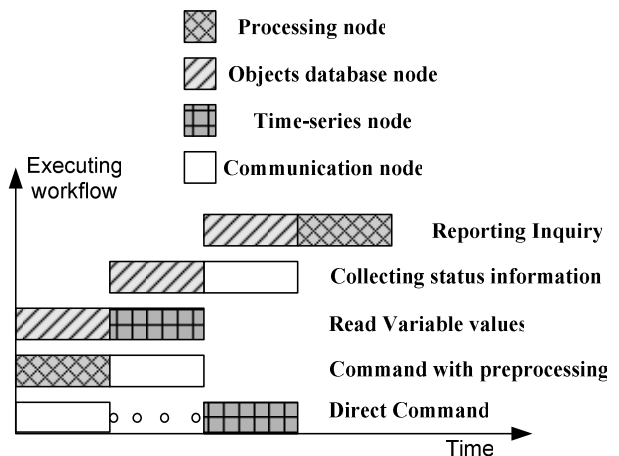 Processing node
Objects database node
Time-series node
Communication node
Executing
workflow
Reporting Inquiry
Collecting status information
Read Variable values
Command with preprocessing
Direct Command
Time